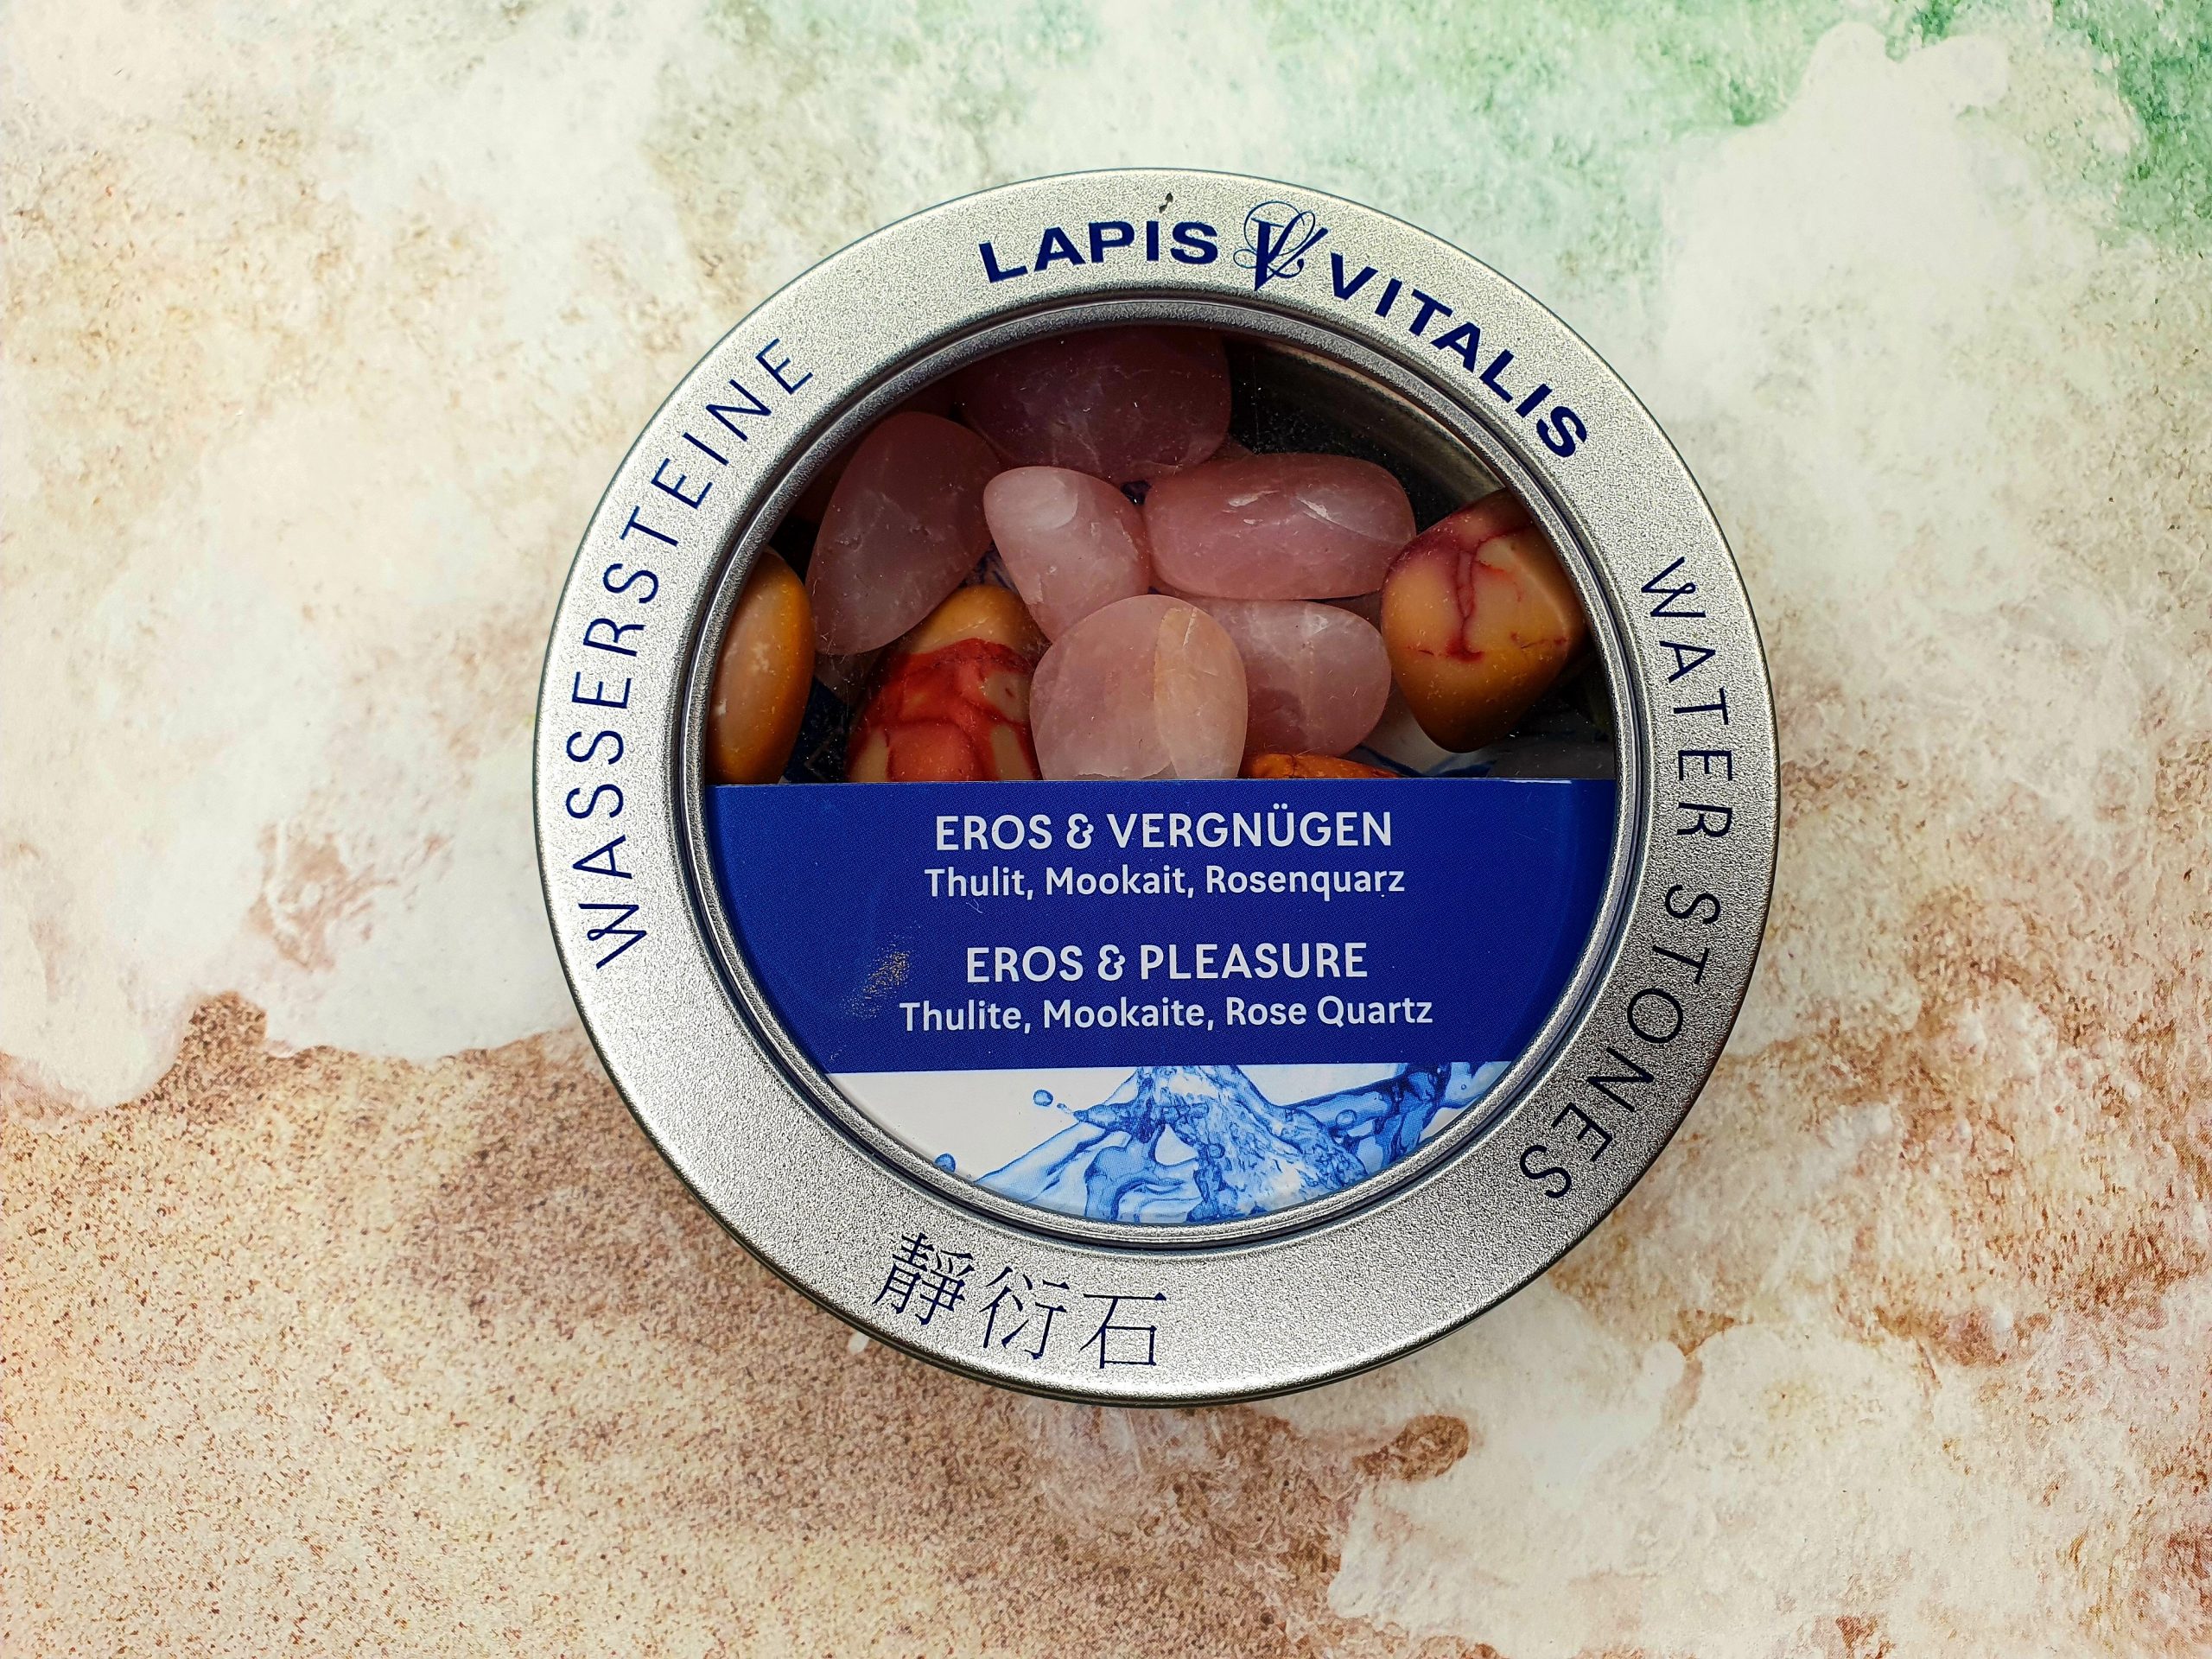 LAPIS VITALIS
WASSERSTEINE
WATER STONES
EROS & VERGNÜGEN
Thulit, Mookait, Rosenquarz
EROS & PLEASURE
Thulite, Mookaite, Rose Quartz
靜衍石